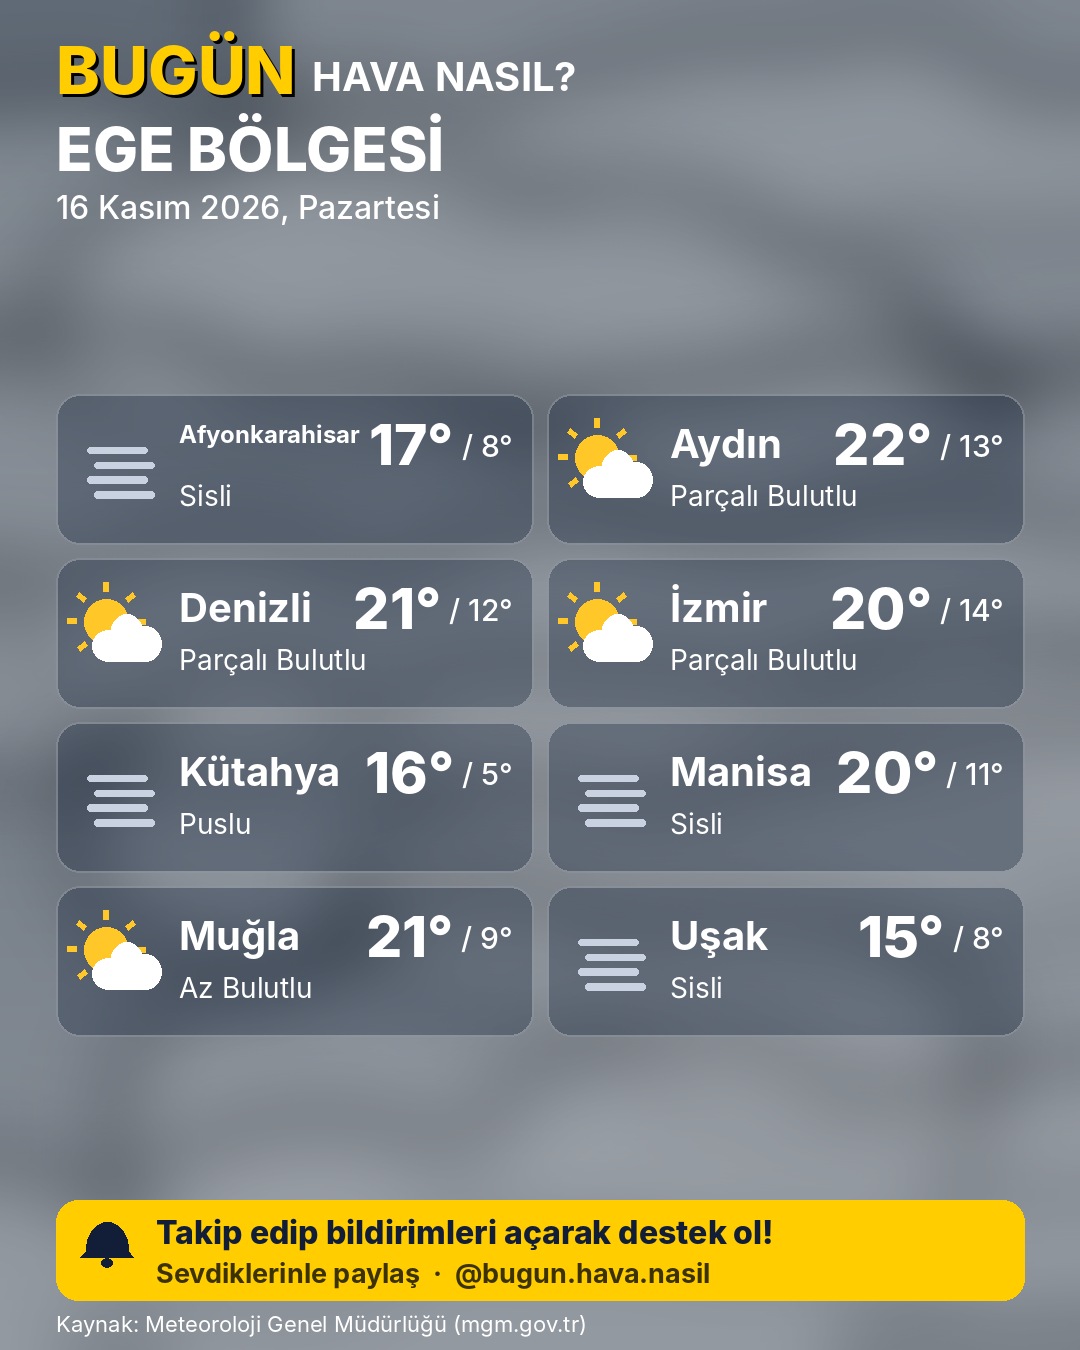 BUGÜN HAVA NASIL?
EGE BÖLGESİ
16 Kasım 2026, Pazartesi
Afyonkarahisar 17° / 8°
Sisli
Aydın 22° / 13°
Parçalı Bulutlu
Denizli 21° / 12°
Parçalı Bulutlu
İzmir 20° / 14°
Parçalı Bulutlu
Kütahya 16° / 5°
Puslu
Manisa 20° / 11°
Sisli
Muğla 21° / 9°
Az Bulutlu
Uşak 15° / 8°
Sisli
Takip edip bildirimleri açarak destek ol!
Sevdiklerinle paylaş · @bugun.hava.nasil
Kaynak: Meteoroloji Genel Müdürlüğü (mgm.gov.tr)